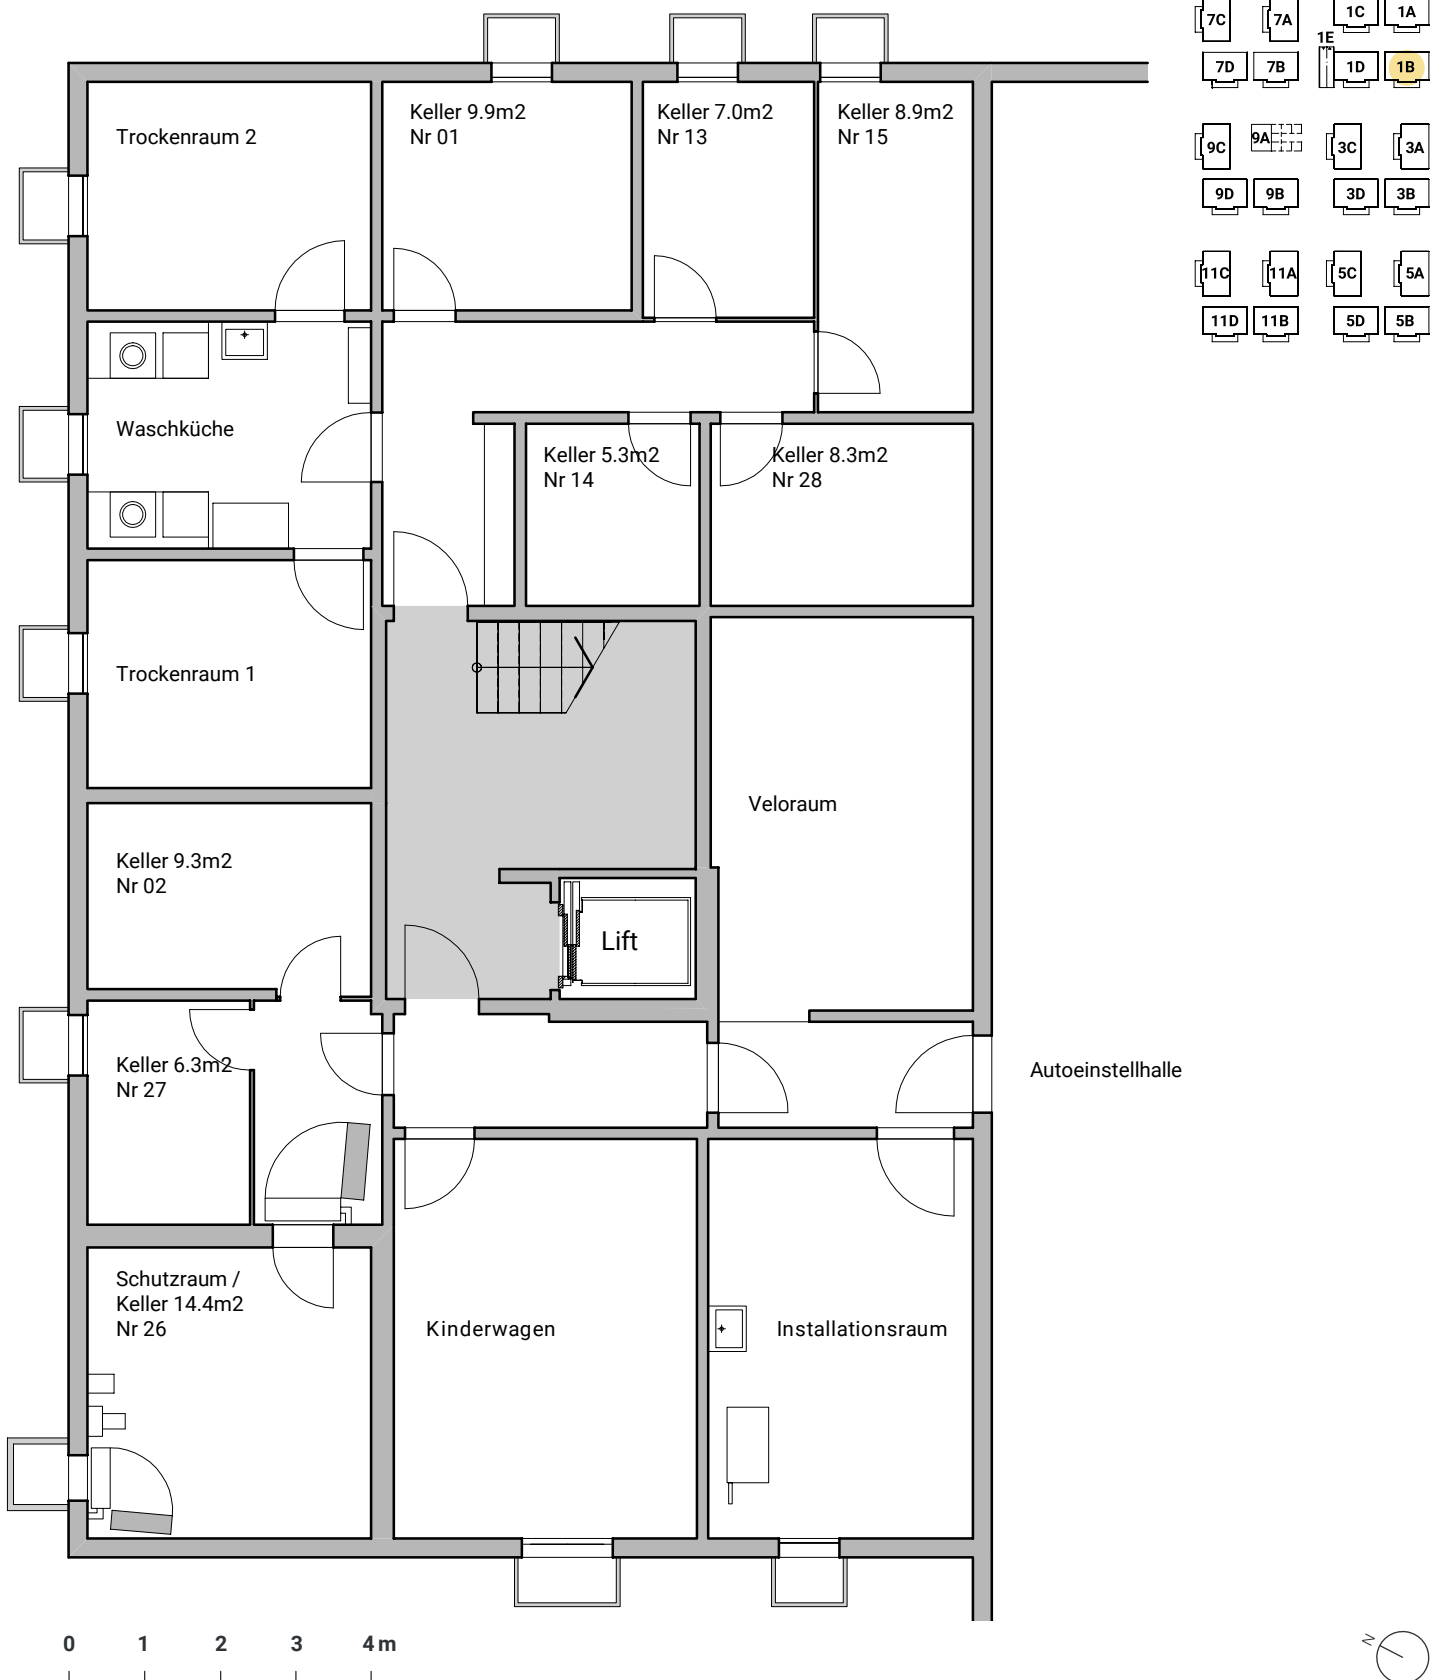 7C
7A
1C
1A
1E
7D
7B
1D
1B
9C
9A
3C
3A
9D
9B
3D
3B
11C
11A
5C
5A
11D
11B
5D
5B
Trockenraum 2
Keller 9.9m2
Nr 01
Keller 7.0m2
Nr 13
Keller 8.9m2
Nr 15
Waschküche
Keller 5.3m2
Nr 14
Keller 8.3m2
Nr 28
Trockenraum 1
Veloraum
Keller 9.3m2
Nr 02
Lift
Keller 6.3m2
Nr 27
Autoeinstellhalle
Schutzraum /
Keller 14.4m2
Nr 26
Kinderwagen
Installationsraum
0 1 2 3 4 m
N